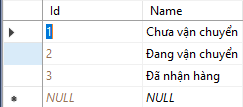 Id Name
1 Chưa vận chuyển
2 Đang vận chuyển
3 Đã nhận hàng
NULL NULL